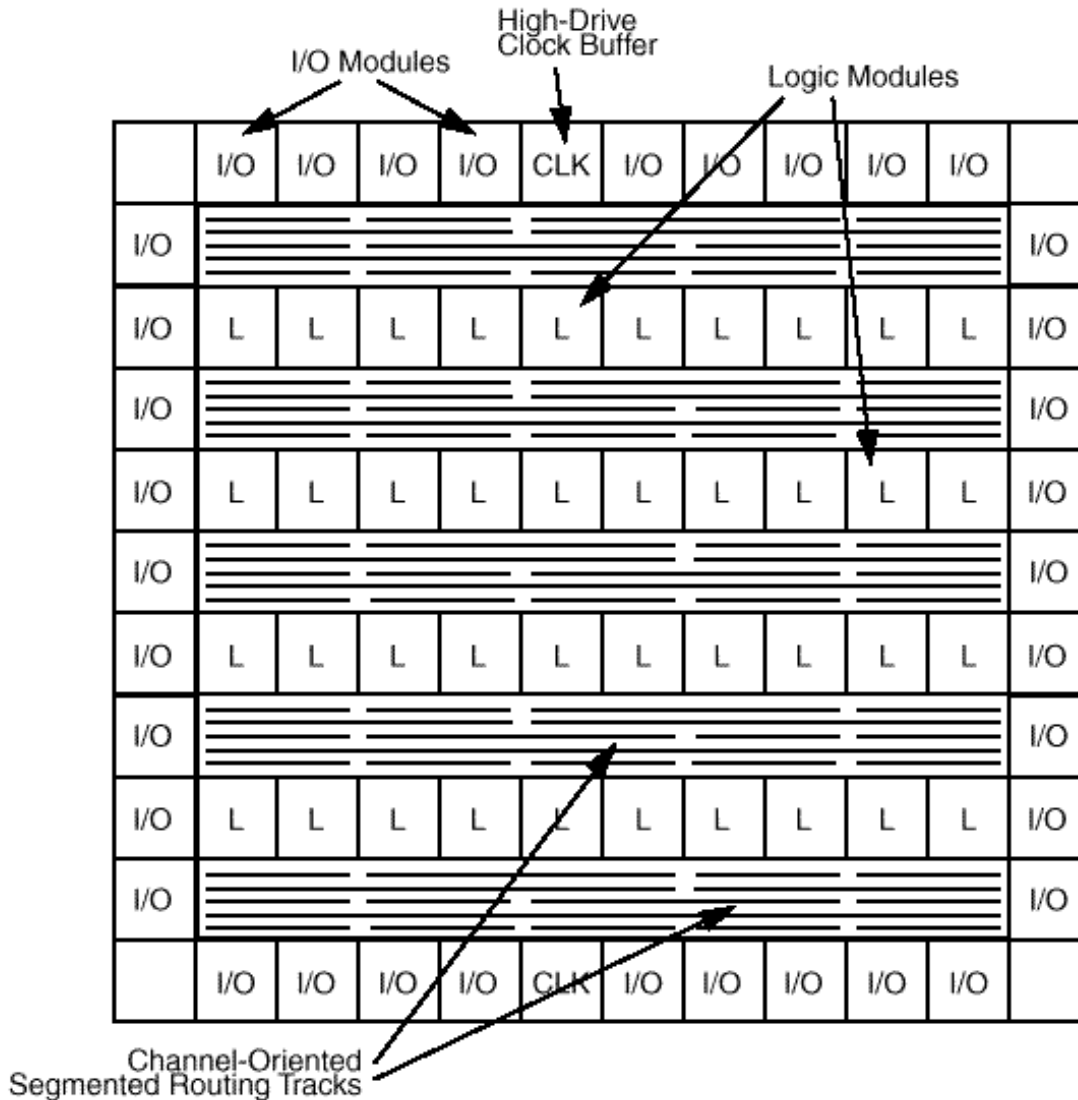 High-Drive
Clock Buffer
I/O Modules
Logic Modules
I/O I/O I/O I/O CLK I/O I/O I/O I/O I/O
I/O I/O
I/O L L L L L L L L L L I/O
I/O I/O
I/O L L L L L L L L L L I/O
I/O I/O
I/O L L L L L L L L L L I/O
I/O I/O
I/O L L L L L L L L L L I/O
I/O I/O
I/O I/O I/O I/O CLK I/O I/O I/O I/O I/O
Channel-Oriented
Segmented Routing Tracks